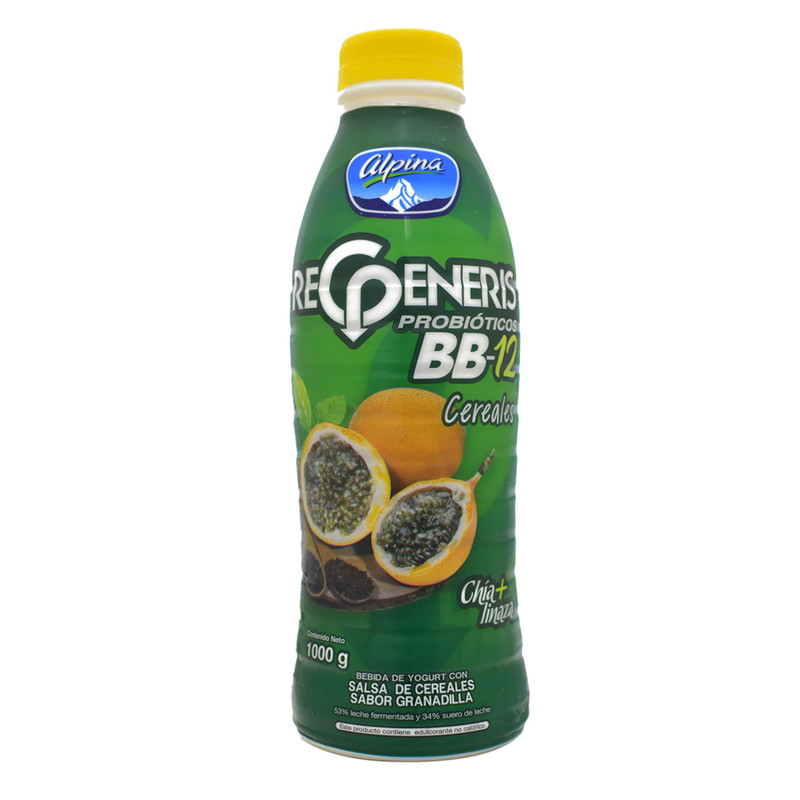 alpina
REGENERIS
PROBIÓTICOS
BB-12
Cereales
Chía+
linaza
Contenido Neto
1000 g
BEBIDA DE YOGURT CON
SALSA DE CEREALES
SABOR GRANADILLA
53% leche fermentada y 34% suero de leche
Este producto contiene edulcorante no calórico